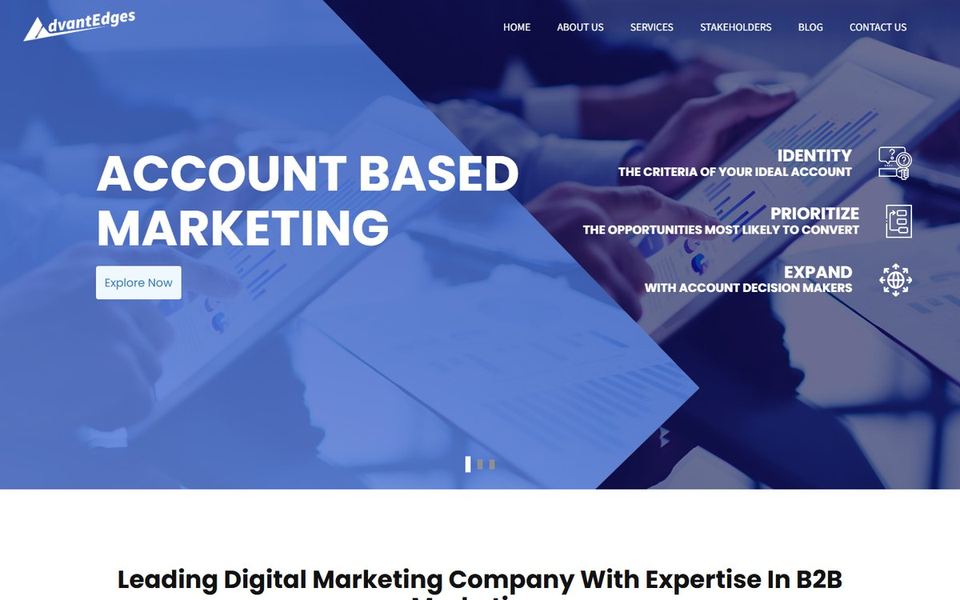 AdvantEdges
HOME ABOUT US SERVICES STAKEHOLDERS BLOG CONTACT US
ACCOUNT BASED
MARKETING
Explore Now
IDENTITY
THE CRITERIA OF YOUR IDEAL ACCOUNT
PRIORITIZE
THE OPPORTUNITIES MOST LIKELY TO CONVERT
EXPAND
WITH ACCOUNT DECISION MAKERS
Leading Digital Marketing Company With Expertise In B2B